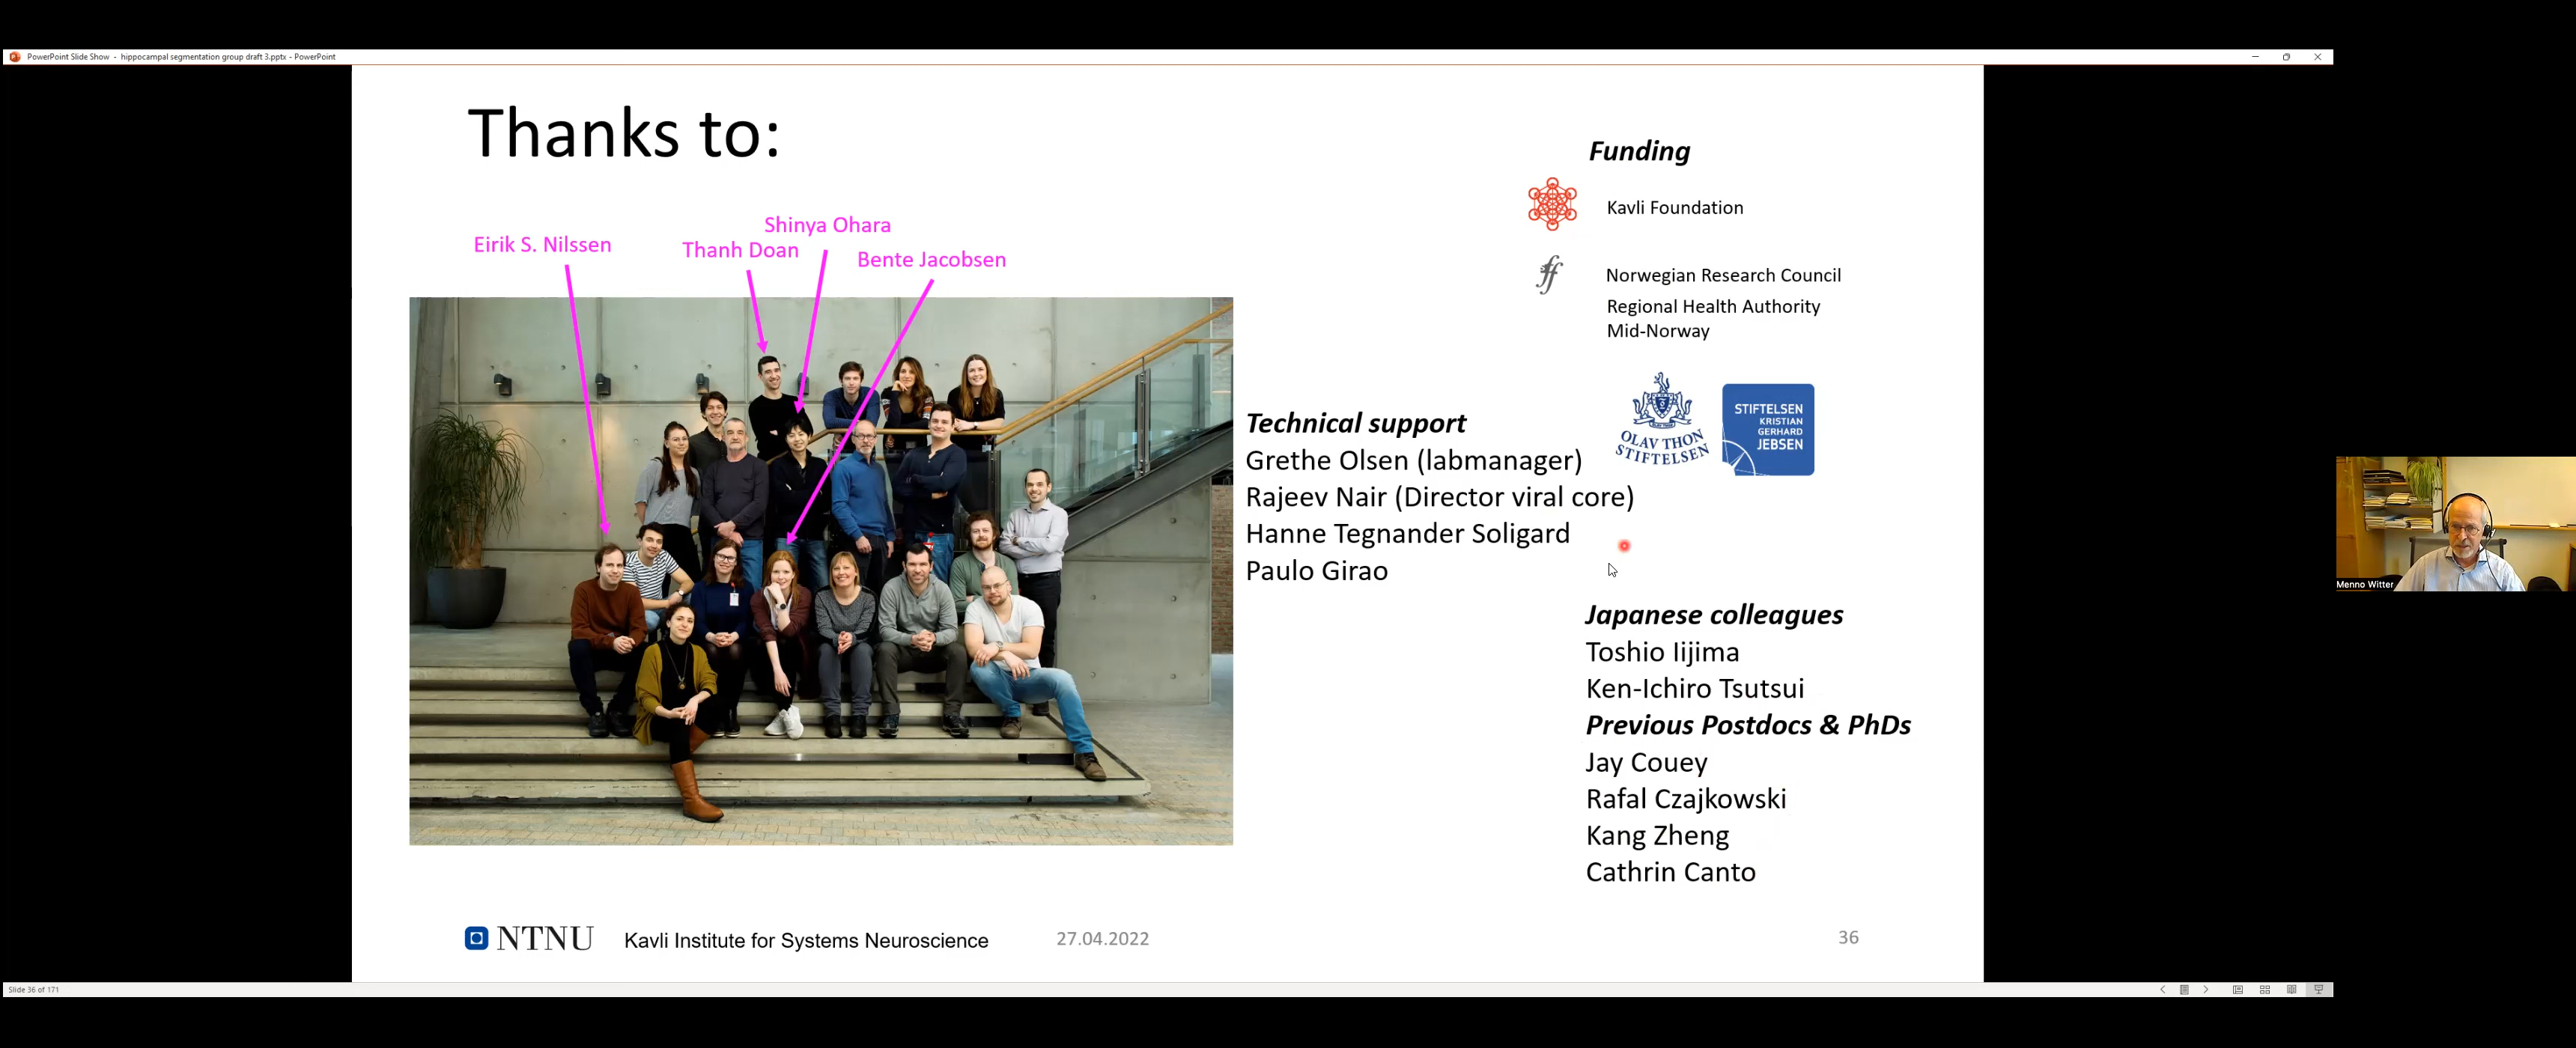 PowerPoint Slide Show - hippocampal segmentation group draft 3.pptx - PowerPoint
Thanks to:
Eirik S. Nilssen
Thanh Doan
Shinya Ohara
Bente Jacobsen
Technical support
Grethe Olsen (labmanager)
Rajeev Nair (Director viral core)
Hanne Tegnander Soligard
Paulo Girao
Funding
Kavli Foundation
Norwegian Research Council
Regional Health Authority
Mid-Norway
OLAV THON
STIFTELSEN
STIFTELSEN
KRISTIAN
GERHARD
JEBSEN
Japanese colleagues
Toshio Iijima
Ken-Ichiro Tsutsui
Previous Postdocs & PhDs
Jay Couey
Rafal Czajkowski
Kang Zheng
Cathrin Canto
NTNU Kavli Institute for Systems Neuroscience 27.04.2022 36
Slide 36 of 171
Menno Witter